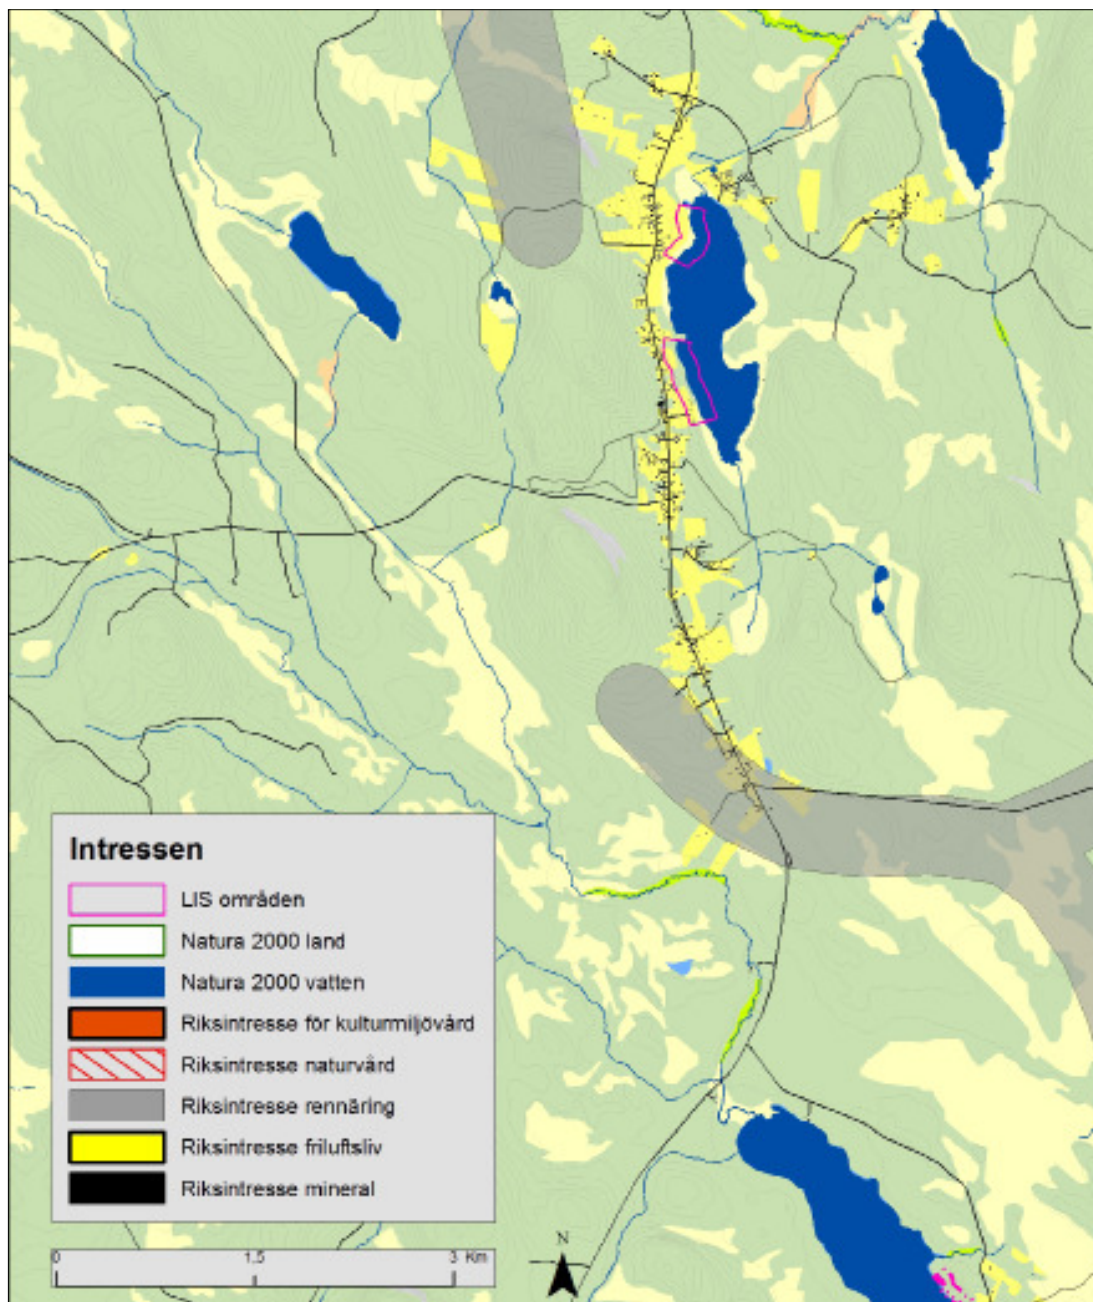 Intressen
LIS områden
Natura 2000 land
Natura 2000 vatten
Riksintresse för kulturmiljövård
Riksintresse naturvård
Riksintresse rennäring
Riksintresse friluftsliv
Riksintresse mineral
0 1,5 3 Km
N